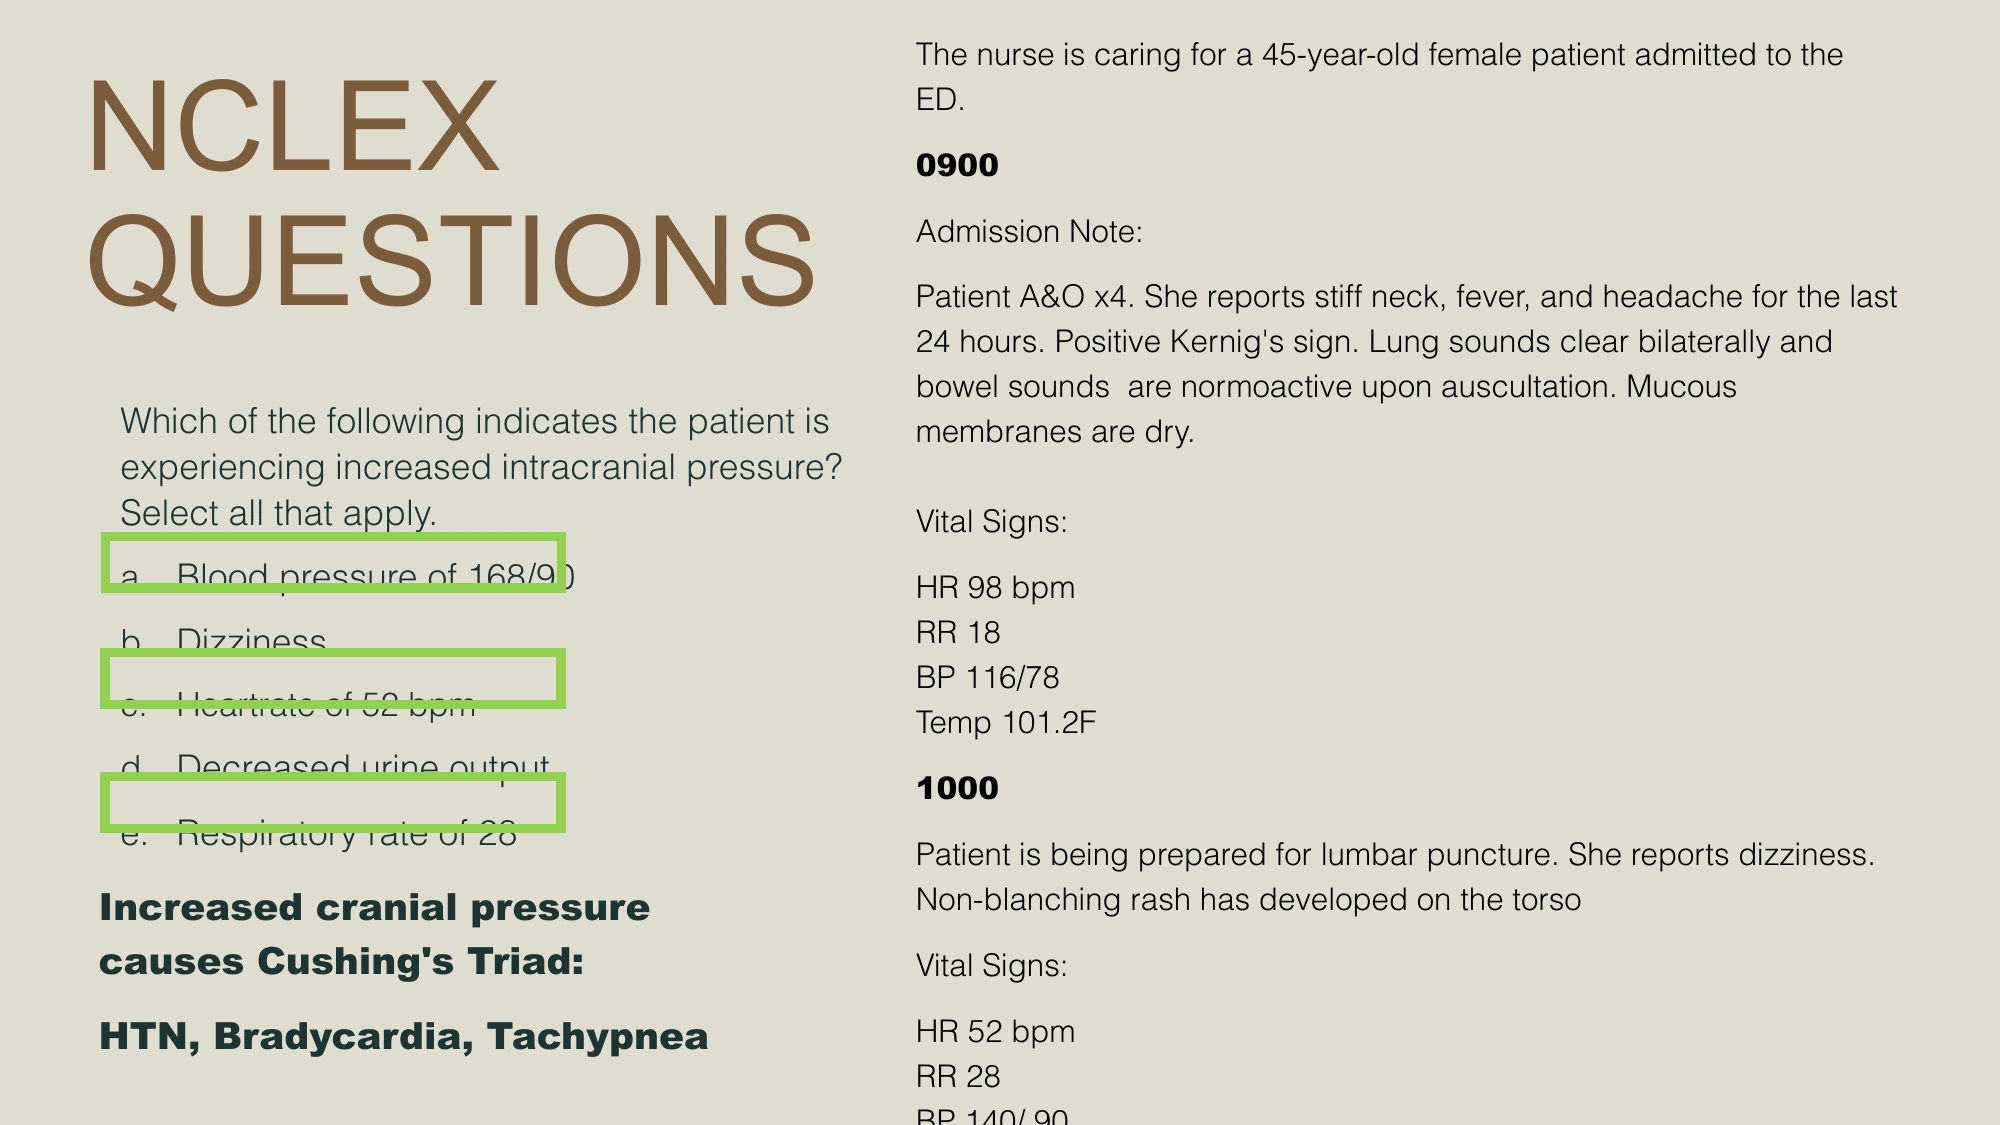 NCLEX
QUESTIONS
Which of the following indicates the patient is
experiencing increased intracranial pressure?
Select all that apply.
a. Blood pressure of 168/90
b. Dizziness
c. Heartrate of 52 bpm
d. Decreased urine output
e. Respiratory rate of 28
Increased cranial pressure
causes Cushing's Triad:
HTN, Bradycardia, Tachypnea
The nurse is caring for a 45-year-old female patient admitted to the
ED.
0900
Admission Note:
Patient A&O x4. She reports stiff neck, fever, and headache for the last
24 hours. Positive Kernig's sign. Lung sounds clear bilaterally and
bowel sounds  are normoactive upon auscultation. Mucous
membranes are dry.
Vital Signs:
HR 98 bpm
RR 18
BP 116/78
Temp 101.2F
1000
Patient is being prepared for lumbar puncture. She reports dizziness.
Non-blanching rash has developed on the torso
Vital Signs:
HR 52 bpm
RR 28
BP 140/ 90